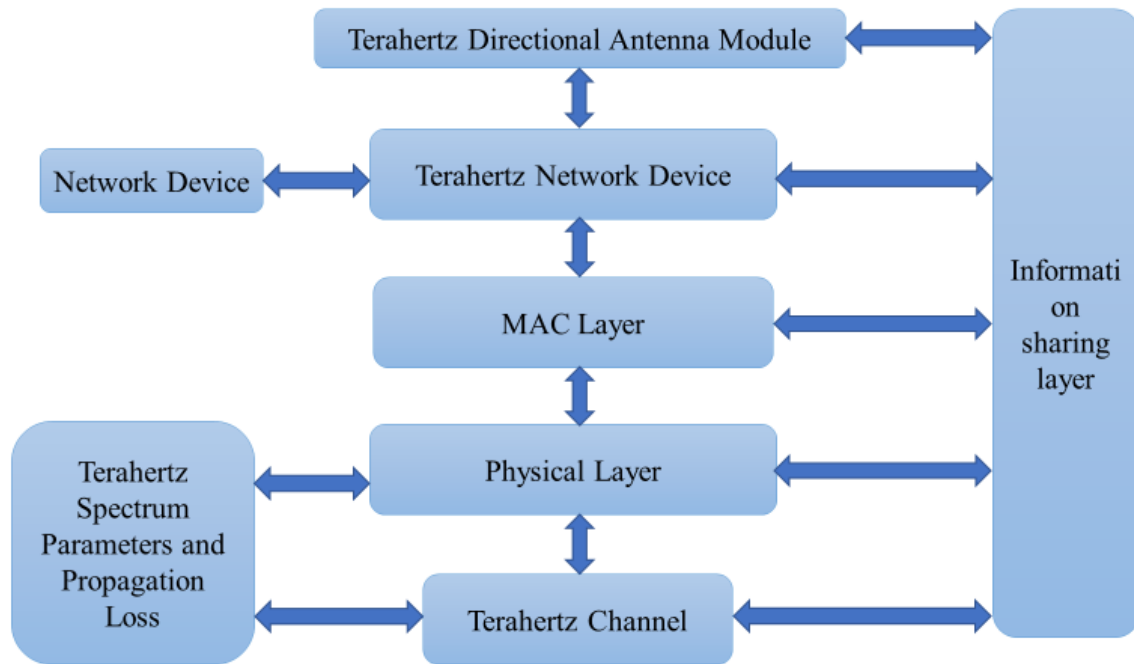 Terahertz Directional Antenna Module
Network Device
Terahertz Network Device
MAC Layer
Informati
on
sharing
layer
Physical Layer
Terahertz
Spectrum
Parameters and
Propagation
Loss
Terahertz Channel